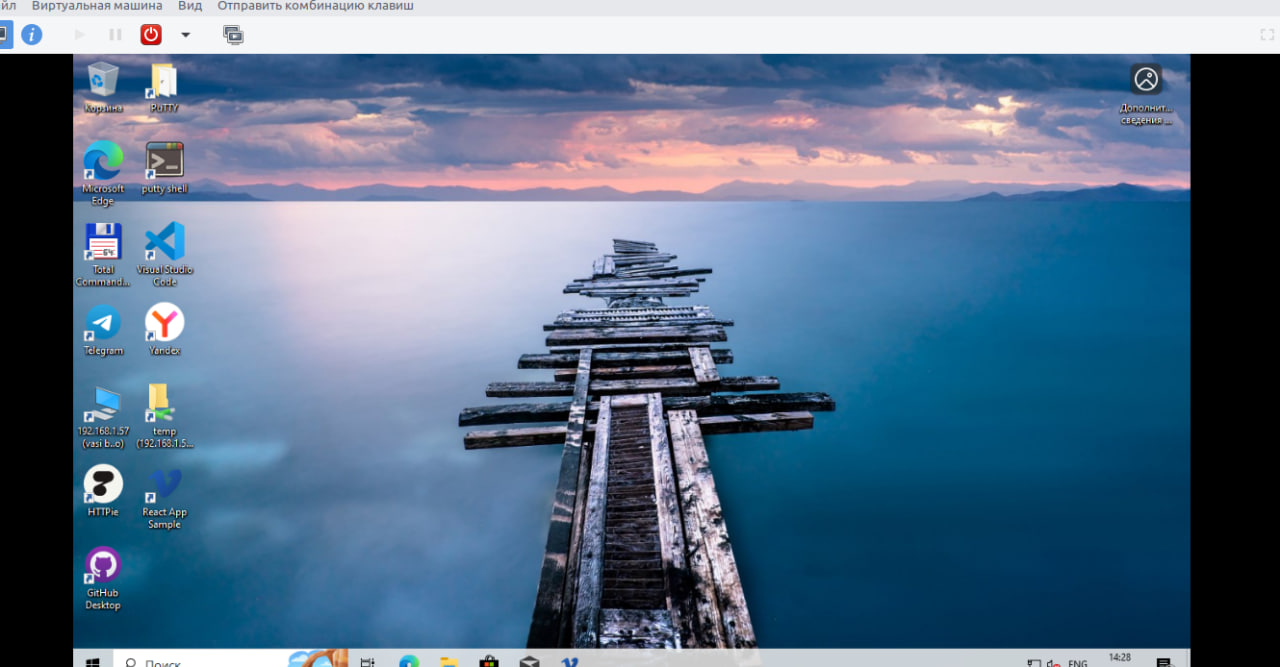 йл Виртуальная машина Вид Отправить комбинацию клавиш
Корзина
PuTTY
Дополнит...
сведения ...
Microsoft
Edge
putty shell
Total
Command...
Visual Studio
Code
Telegram
Yandex
192.168.1.57
(vasi b..o)
temp
(192.168.1.5...
HTTPie
React App
Sample
GitHub
Desktop
Поиск
ENG
14:28